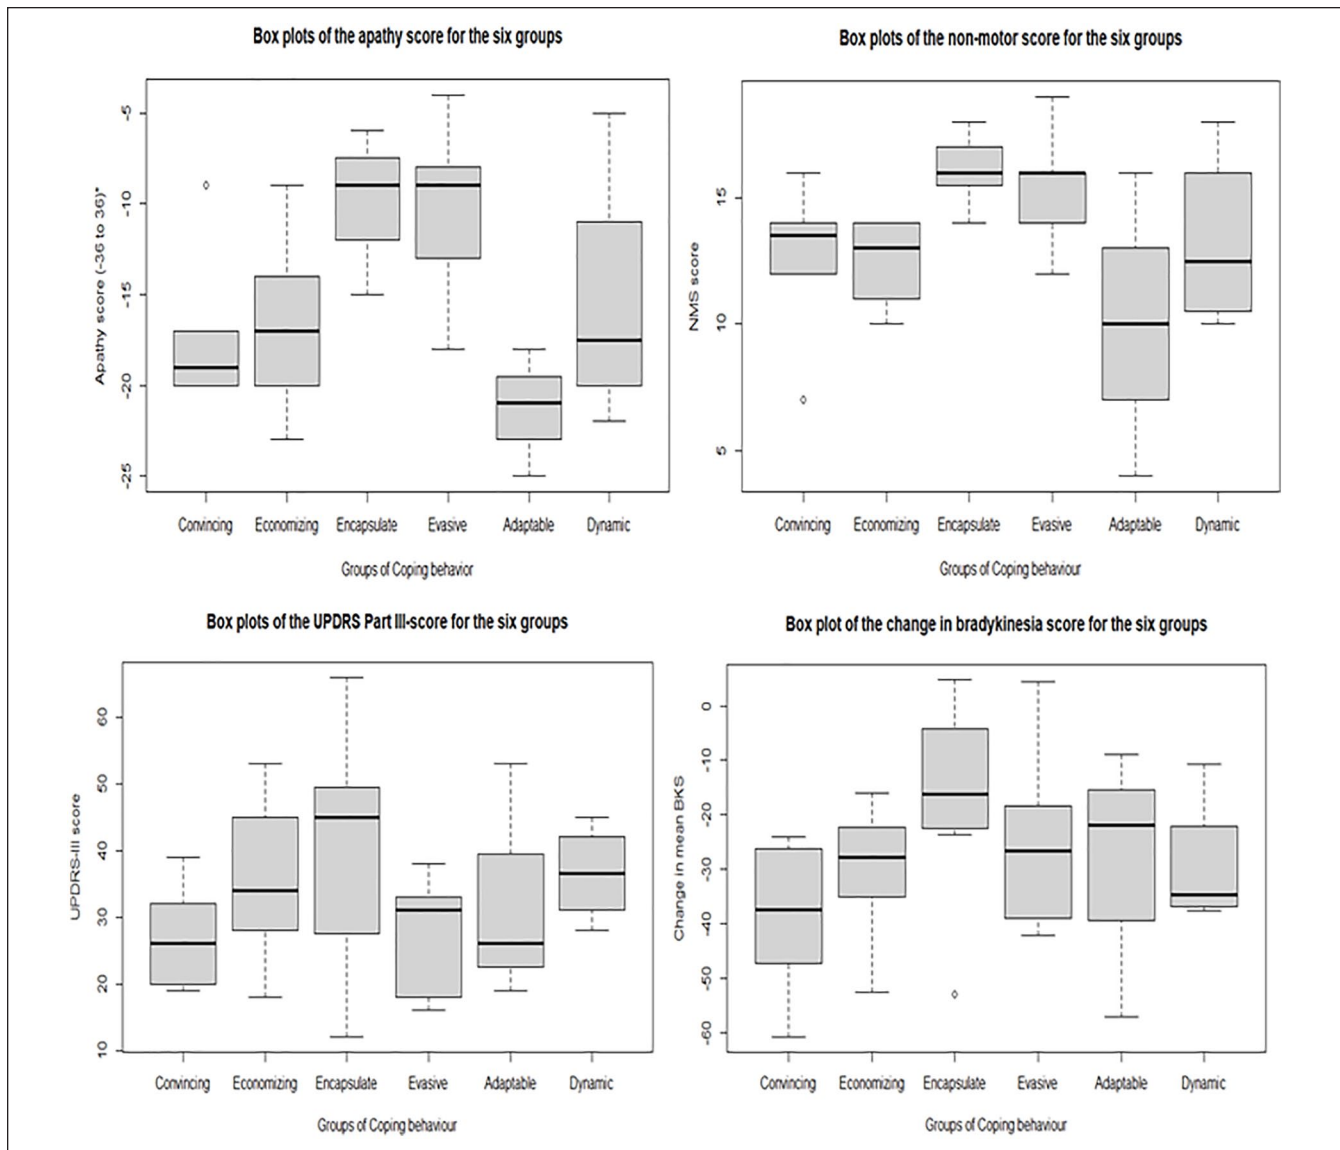 Box plots of the apathy score for the six groups
Apathy score (-36 to 36)*
-5
-10
-15
-20
-25
Convincing Economizing Encapsulate Evasive Adaptable Dynamic
Groups of Coping behavior
Box plots of the non-motor score for the six groups
NMS score
15
10
5
Convincing Economizing Encapsulate Evasive Adaptable Dynamic
Groups of Coping behaviour
Box plots of the UPDRS Part III-score for the six groups
UPDRS-III score
60
50
40
30
20
10
Convincing Economizing Encapsulate Evasive Adaptable Dynamic
Groups of Coping behaviour
Box plot of the change in bradykinesia score for the six groups
Change in mean BKS
0
-10
-20
-30
-40
-50
-60
Convincing Economizing Encapsulate Evasive Adaptable Dynamic
Groups of Coping behaviour